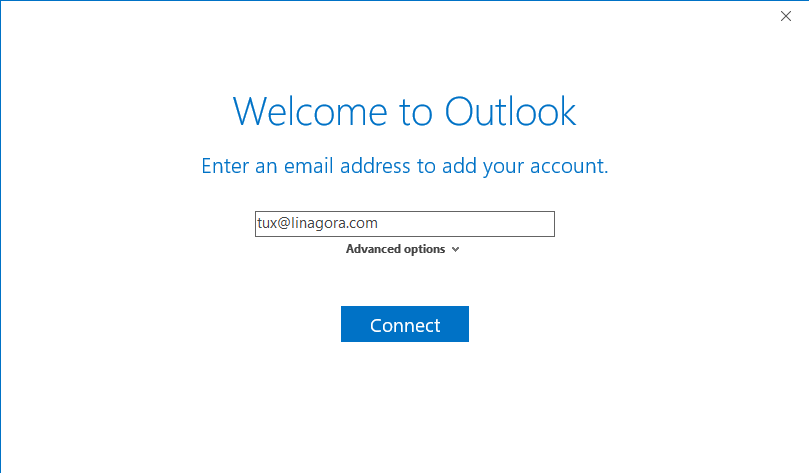 Welcome to Outlook
Enter an email address to add your account.
tux@linagora.com
Advanced options
Connect